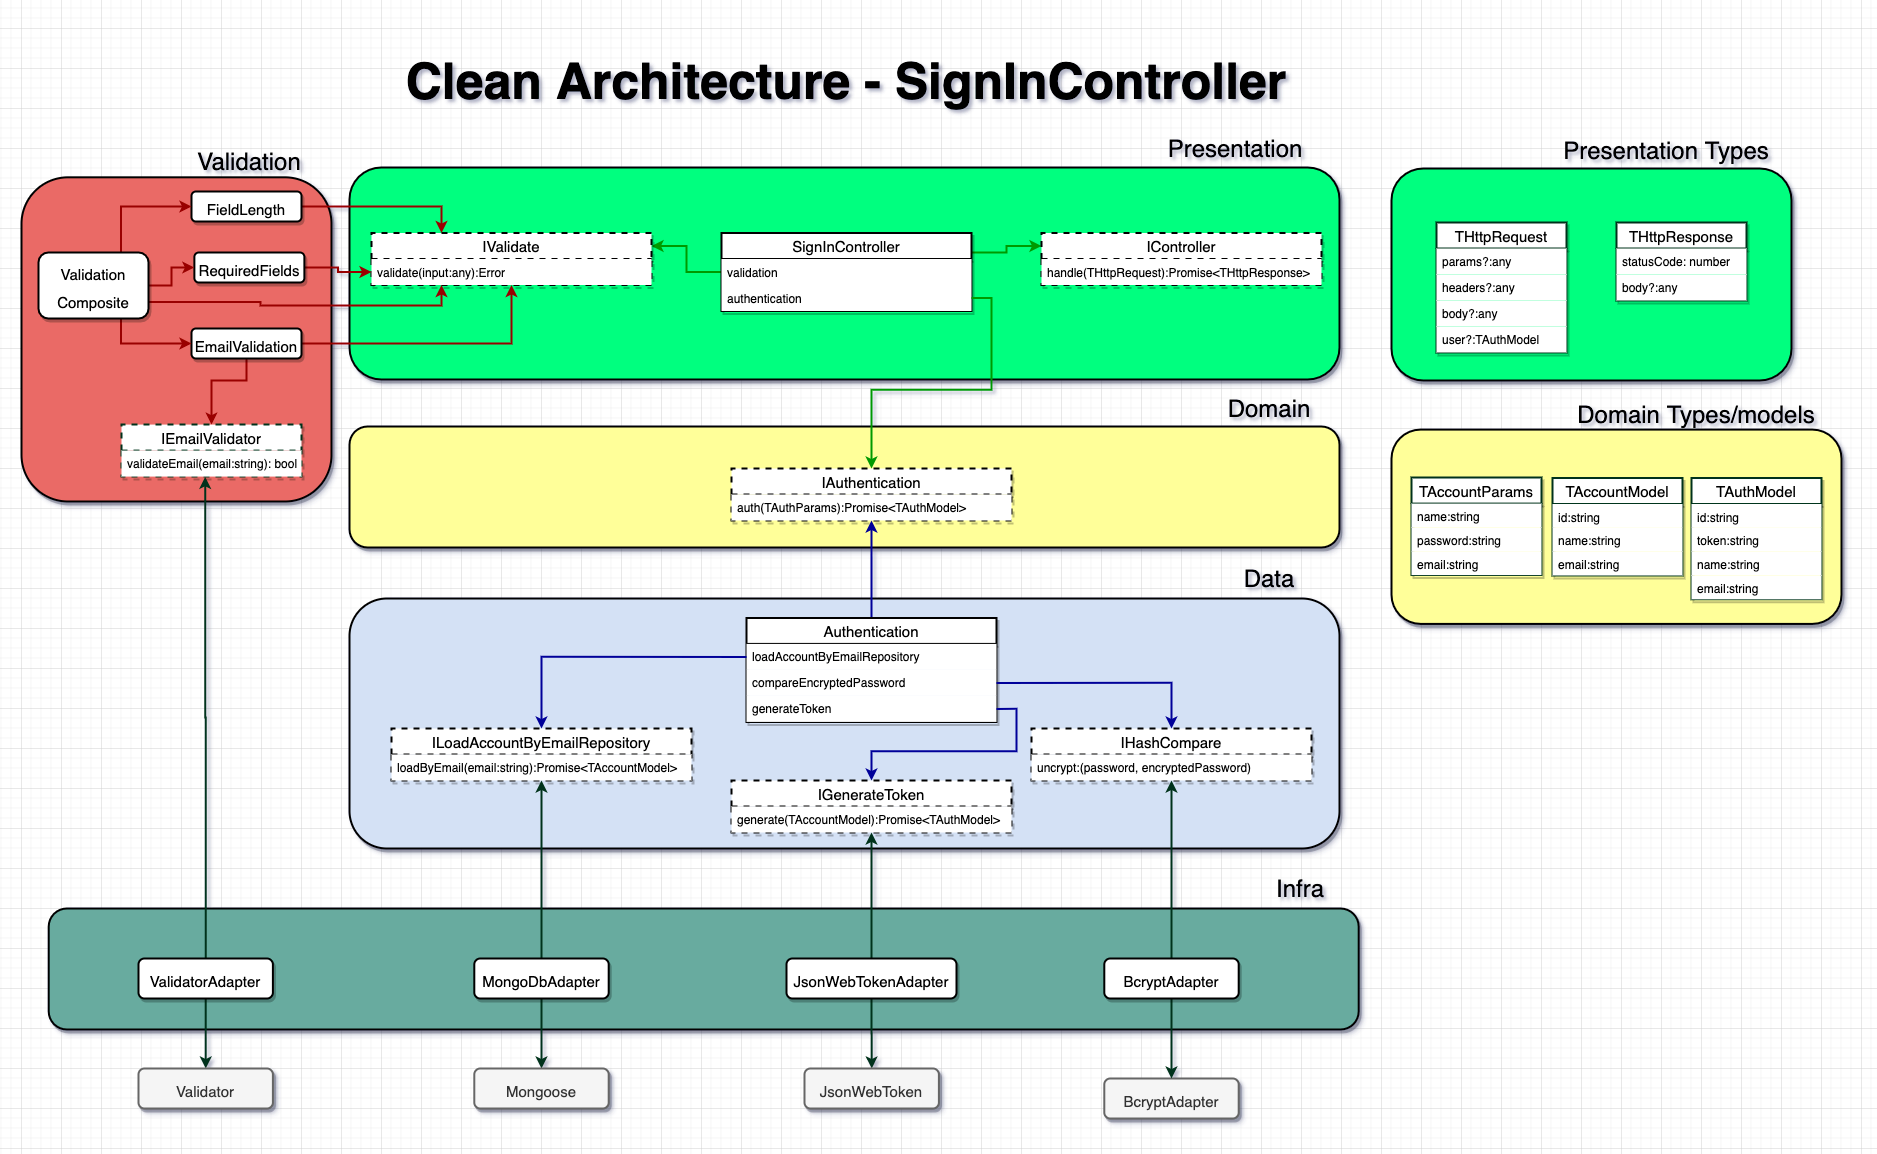 Clean Architecture - SignInController
Validation
FieldLength
Validation
Composite
RequiredFields
EmailValidation
IEmailValidator
validateEmail(email:string): bool
Presentation
IValidate
validate(input:any):Error
SignInController
validation
authentication
IController
handle(THttpRequest):Promise<THttpResponse>
Presentation Types
THttpRequest
params?:any
headers?:any
body?:any
user?:TAuthModel
THttpResponse
statusCode: number
body?:any
Domain
IAuthentication
auth(TAuthParams):Promise<TAuthModel>
Domain Types/models
TAccountParams
name:string
password:string
email:string
TAccountModel
id:string
name:string
email:string
TAuthModel
id:string
token:string
name:string
email:string
Data
Authentication
loadAccountByEmailRepository
compareEncryptedPassword
generateToken
ILoadAccountByEmailRepository
loadByEmail(email:string):Promise<TAccountModel>
IGenerateToken
generate(TAccountModel):Promise<TAuthModel>
IHashCompare
uncrypt:(password, encryptedPassword)
Infra
ValidatorAdapter
MongoDbAdapter
JsonWebTokenAdapter
BcryptAdapter
Validator
Mongoose
JsonWebToken
BcryptAdapter